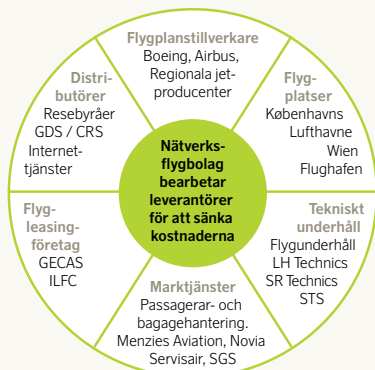 Flygplanstillverkare
Boeing, Airbus,
Regionala jet-
producenter
Flyg-
platser
Københavns
Lufthavne
Wien
Flughafen
Tekniskt
underhåll
Flygunderhåll
LH Technics
SR Technics
STS
Marktjänster
Passagerar- och
bagagehantering.
Menzies Aviation, Novia
Servisair, SGS
Flyg-
leasing-
företag
GECAS
ILFC
Distri-
butörer
Resebyråer
GDS / CRS
Internet-
tjänster
Nätverks-
flygbolag
bearbetar
leverantörer
för att sänka
kostnaderna